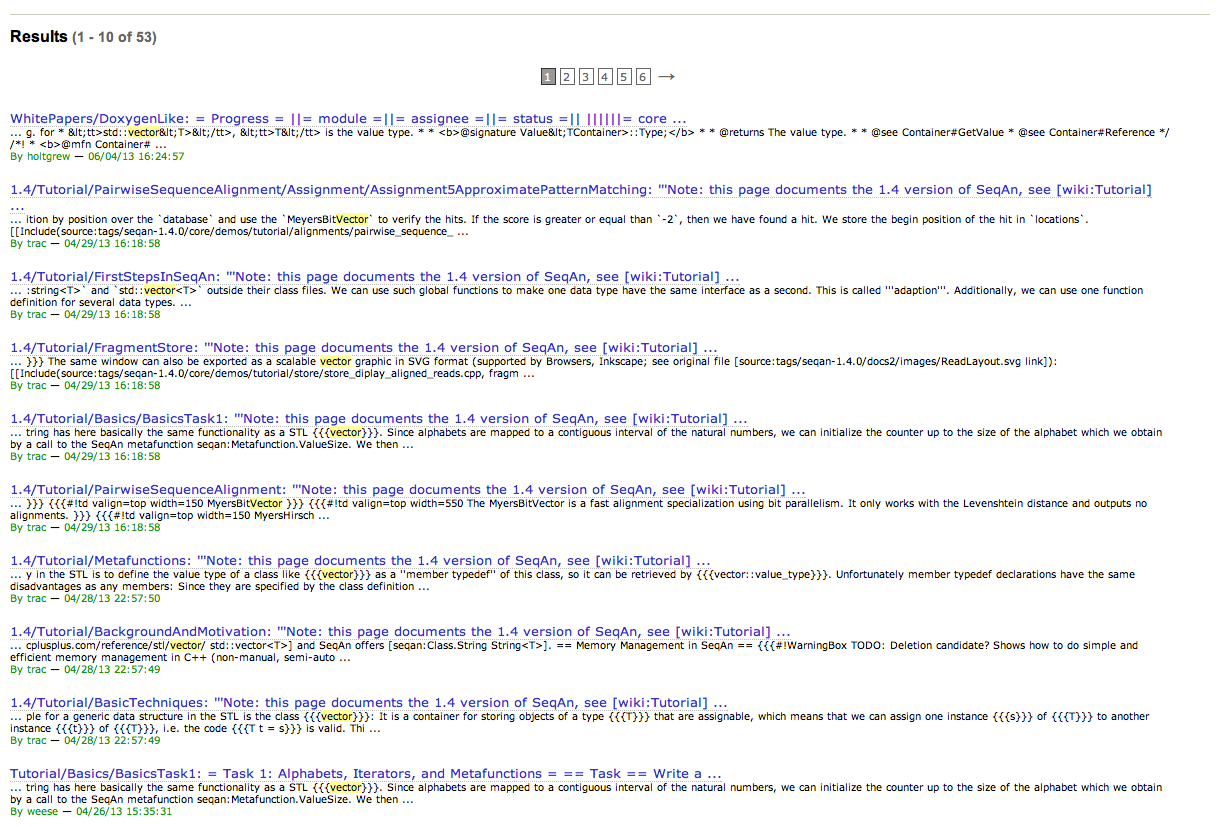 Results (1 - 10 of 53)
1 2 3 4 5 6 →
WhitePapers/DoxygenLike: = Progress = ||= module =||= assignee =||= status =|| ||||||= core ...
... g. for * &lt;tt>std::vector&lt;T>&lt;/tt>, &lt;tt>T&lt;/tt> is the value type. * * <b>@signature Value&lt;TContainer>::Type;</b> * * @returns The value type. * * @see Container#GetValue * @see Container#Reference */
/*! * <b>@mfn Container# ...
By holtgrew — 06/04/13 16:24:57
1.4/Tutorial/PairwiseSequenceAlignment/Assignment/Assignment5ApproximatePatternMatching: '''Note: this page documents the 1.4 version of SeqAn, see [wiki:Tutorial]
...
... ition by position over the `database` and use the `MeyersBitVector` to verify the hits. If the score is greater or equal than `-2`, then we have found a hit. We store the begin position of the hit in `locations`.
[[Include(source:tags/seqan-1.4.0/core/demos/tutorial/alignments/pairwise_sequence_ ...
By trac — 04/29/13 16:18:58
1.4/Tutorial/FirstStepsInSeqAn: '''Note: this page documents the 1.4 version of SeqAn, see [wiki:Tutorial] ...
... :string<T>` and `std::vector<T>` outside their class files. We can use such global functions to make one data type have the same interface as a second. This is called '''adaption'''. Additionally, we can use one function
definition for several data types. ...
By trac — 04/29/13 16:18:58
1.4/Tutorial/FragmentStore: '''Note: this page documents the 1.4 version of SeqAn, see [wiki:Tutorial] ...
... }}} The same window can also be exported as a scalable vector graphic in SVG format (supported by Browsers, Inkscape; see original file [source:tags/seqan-1.4.0/docs2/images/ReadLayout.svg link]):
[[Include(source:tags/seqan-1.4.0/core/demos/tutorial/store/store_diplay_aligned_reads.cpp, fragm ...
By trac — 04/29/13 16:18:58
1.4/Tutorial/Basics/BasicsTask1: '''Note: this page documents the 1.4 version of SeqAn, see [wiki:Tutorial] ...
... tring has here basically the same functionality as a STL {{{vector}}}. Since alphabets are mapped to a contiguous interval of the natural numbers, we can initialize the counter up to the size of the alphabet which we obtain
by a call to the SeqAn metafunction seqan:Metafunction.ValueSize. We then ...
By trac — 04/29/13 16:18:58
1.4/Tutorial/PairwiseSequenceAlignment: '''Note: this page documents the 1.4 version of SeqAn, see [wiki:Tutorial] ...
... }}} {{{#!td valign=top width=150 MyersBitVector }}} {{{#!td valign=top width=550 The MyersBitVector is a fast alignment specialization using bit parallelism. It only works with the Levenshtein distance and outputs no
alignments. }}} {{{#!td valign=top width=150 MyersHirsch ...
By trac — 04/29/13 16:18:58
1.4/Tutorial/Metafunctions: '''Note: this page documents the 1.4 version of SeqAn, see [wiki:Tutorial] ...
... y in the STL is to define the value type of a class like {{{vector}}} as a ''member typedef'' of this class, so it can be retrieved by {{{vector::value_type}}}. Unfortunately member typedef declarations have the same
disadvantages as any members: Since they are specified by the class definition ...
By trac — 04/28/13 22:57:50
1.4/Tutorial/BackgroundAndMotivation: '''Note: this page documents the 1.4 version of SeqAn, see [wiki:Tutorial] ...
... cplusplus.com/reference/stl/vector/ std::vector<T>] and SeqAn offers [seqan:Class.String String<T>]. == Memory Management in SeqAn == {{{#!WarningBox TODO: Deletion candidate? Shows how to do simple and
efficient memory management in C++ (non-manual, semi-auto ...
By trac — 04/28/13 22:57:49
1.4/Tutorial/BasicTechniques: '''Note: this page documents the 1.4 version of SeqAn, see [wiki:Tutorial] ...
... ple for a generic data structure in the STL is the class {{{vector}}}: It is a container for storing objects of a type {{{T}}} that are assignable, which means that we can assign one instance {{{s}}} of {{{T}}} to another
instance {{{t}}} of {{{T}}}, i.e. the code {{{T t = s}}} is valid. Thi ...
By trac — 04/28/13 22:57:49
Tutorial/Basics/BasicsTask1: = Task 1: Alphabets, Iterators, and Metafunctions = == Task == Write a ...
... tring has here basically the same functionality as a STL {{{vector}}}. Since alphabets are mapped to a contiguous interval of the natural numbers, we can initialize the counter up to the size of the alphabet which we obtain
by a call to the SeqAn metafunction seqan:Metafunction.ValueSize. We then ...
By weese — 04/26/13 15:35:31